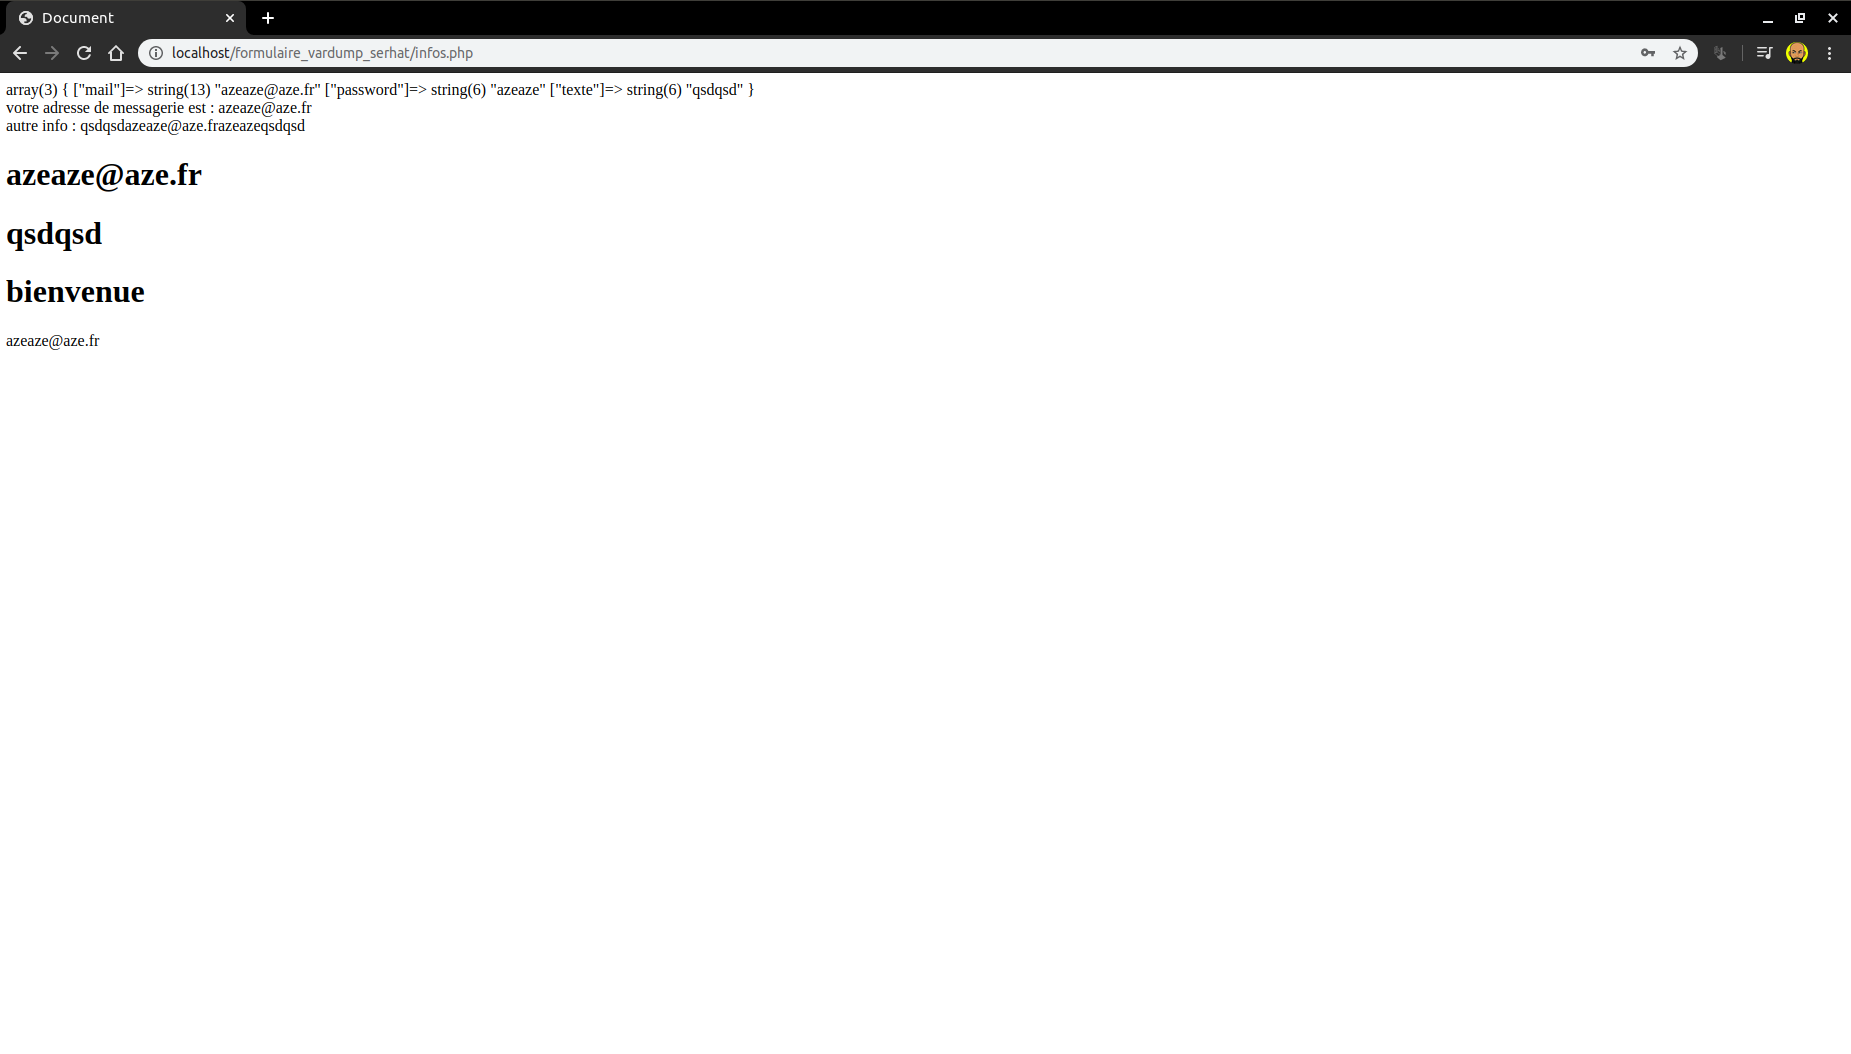 Document
localhost/formulaire_vardump_serhat/infos.php
array(3) { ["mail"]=> string(13) "azeaze@aze.fr" ["password"]=> string(6) "azeaze" ["texte"]=> string(6) "qsdqsd" }
votre adresse de messagerie est : azeaze@aze.fr
autre info : qsdqsdazeaze@aze.frazeazeqsdqsd
azeaze@aze.fr
qsdqsd
bienvenue
azeaze@aze.fr